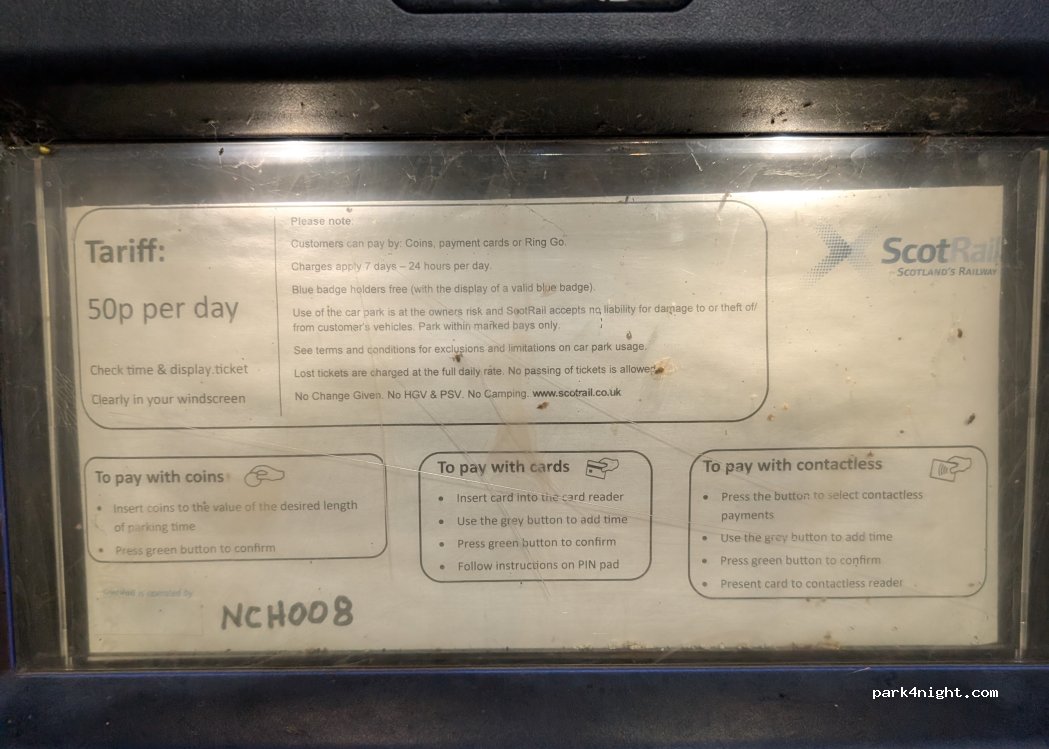 Tariff:
50p per day
Check time & display ticket
Clearly in your windscreen
Please note:
Customers can pay by: Coins, payment cards or Ring Go.
Charges apply 7 days – 24 hours per day.
Blue badge holders free (with the display of a valid blue badge).
Use of the car park is at the owners risk and ScotRail accepts no liability for damage to or theft of/
from customer's vehicles. Park within marked bays only.
See terms and conditions for exclusions and limitations on car park usage.
Lost tickets are charged at the full daily rate. No passing of tickets is allowed
No Change Given. No HGV & PSV. No Camping. www.scotrail.co.uk
ScotRail
SCOTLAND'S RAILWAY
To pay with coins
• Insert coins to the value of the desired length
of parking time
• Press green button to confirm
To pay with cards
• Insert card into the card reader
• Use the grey button to add time
• Press green button to confirm
• Follow instructions on PIN pad
To pay with contactless
• Press the button to select contactless
payments
• Use the grey button to add time
• Press green button to confirm
• Present card to contactless reader
ScotRail is operated by
NCH008
park4night.com